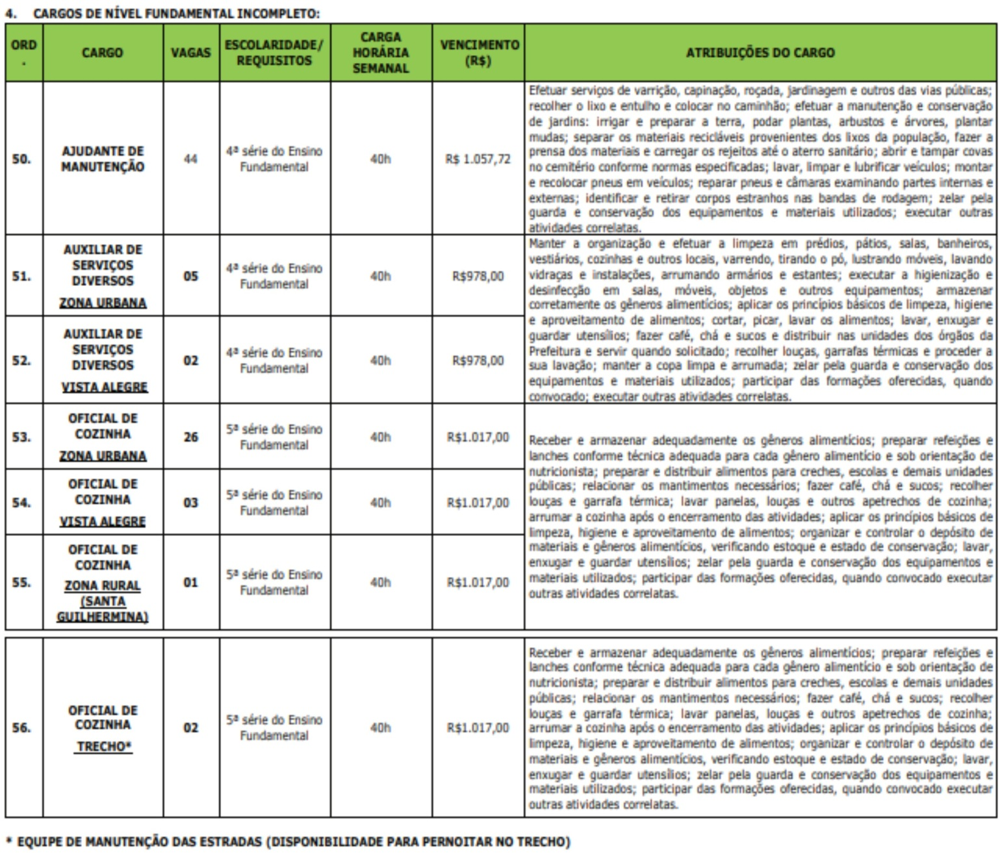 4. CARGOS DE NÍVEL FUNDAMENTAL INCOMPLETO:
ORD
.
CARGO
VAGAS
ESCOLARIDADE/
REQUISITOS
CARGA
HORÁRIA
SEMANAL
VENCIMENTO
(R$)
ATRIBUIÇÕES DO CARGO
50.
AJUDANTE DE
MANUTENÇÃO
44
4ª série do Ensino
Fundamental
40h
R$ 1.057,72
Efetuar serviços de varrição, capinação, roçada, jardinagem e outros das vias públicas;
recolher o lixo e entulho e colocar no caminhão; efetuar a manutenção e conservação
de jardins: irrigar e preparar a terra, podar plantas, arbustos e árvores, plantar
mudas; separar os materiais recicláveis provenientes dos lixos da população, fazer a
prensa dos materiais e carregar os rejeitos até o aterro sanitário; abrir e tampar covas
no cemitério conforme normas especificadas; lavar, limpar e lubrificar veículos; montar
e recolocar pneus em veículos; reparar pneus e câmaras examinando partes internas e
externas; identificar e retirar corpos estranhos nas bandas de rodagem; zelar pela
guarda e conservação dos equipamentos e materiais utilizados; executar outras
atividades correlatas.
51.
AUXILIAR DE
SERVIÇOS
DIVERSOS
ZONA URBANA
05
4ª série do Ensino
Fundamental
40h
R$978,00
Manter a organização e efetuar a limpeza em prédios, pátios, salas, banheiros,
vestiários, cozinhas e outros locais, varrendo, tirando o pó, lustrando móveis, lavando
vidraças e instalações, arrumando armários e estantes; executar a higienização e
desinfecção em salas, móveis, objetos e outros equipamentos; armazenar
corretamente os gêneros alimentícios; aplicar os princípios básicos de limpeza, higiene
e aproveitamento de alimentos; cortar, picar, lavar os alimentos; lavar, enxugar e
guardar utensílios; fazer café, chá e sucos e distribuir nas unidades dos órgãos da
Prefeitura e servir quando solicitado; recolher louças, garrafas térmicas e proceder a
sua lavação; manter a copa limpa e arrumada; zelar pela guarda e conservação dos
equipamentos e materiais utilizados; participar das formações oferecidas, quando
convocado; executar outras atividades correlatas.
52.
AUXILIAR DE
SERVIÇOS
DIVERSOS
VISTA ALEGRE
02
4ª série do Ensino
Fundamental
40h
R$978,00
53.
OFICIAL DE
COZINHA
ZONA URBANA
26
5ª série do Ensino
Fundamental
40h
R$1.017,00
Receber e armazenar adequadamente os gêneros alimentícios; preparar refeições e
lanches conforme técnica adequada para cada gênero alimentício e sob orientação de
nutricionista; preparar e distribuir alimentos para creches, escolas e demais unidades
públicas; relacionar os mantimentos necessários; fazer café, chá e sucos; recolher
louças e garrafa térmica; lavar panelas, louças e outros apetrechos de cozinha;
arrumar a cozinha após o encerramento das atividades; aplicar os princípios básicos de
limpeza, higiene e aproveitamento de alimentos; organizar e controlar o depósito de
materiais e gêneros alimentícios, verificando estoque e estado de conservação; lavar,
enxugar e guardar utensílios; zelar pela guarda e conservação dos equipamentos e
materiais utilizados; participar das formações oferecidas, quando convocado executar
outras atividades correlatas.
54.
OFICIAL DE
COZINHA
VISTA ALEGRE
03
5ª série do Ensino
Fundamental
40h
R$1.017,00
55.
OFICIAL DE
COZINHA
ZONA RURAL
(SANTA
GUILHERMINA)
01
5ª série do Ensino
Fundamental
40h
R$1.017,00
56.
OFICIAL DE
COZINHA
TRECHO*
02
5ª série do Ensino
Fundamental
40h
R$1.017,00
Receber e armazenar adequadamente os gêneros alimentícios; preparar refeições e
lanches conforme técnica adequada para cada gênero alimentício e sob orientação de
nutricionista; preparar e distribuir alimentos para creches, escolas e demais unidades
públicas; relacionar os mantimentos necessários; fazer café, chá e sucos; recolher
louças e garrafa térmica; lavar panelas, louças e outros apetrechos de cozinha;
arrumar a cozinha após o encerramento das atividades; aplicar os princípios básicos de
limpeza, higiene e aproveitamento de alimentos; organizar e controlar o depósito de
materiais e gêneros alimentícios, verificando estoque e estado de conservação; lavar,
enxugar e guardar utensílios; zelar pela guarda e conservação dos equipamentos e
materiais utilizados; participar das formações oferecidas, quando convocado executar
outras atividades correlatas.
* EQUIPE DE MANUTENÇÃO DAS ESTRADAS (DISPONIBILIDADE PARA PERNOITAR NO TRECHO)